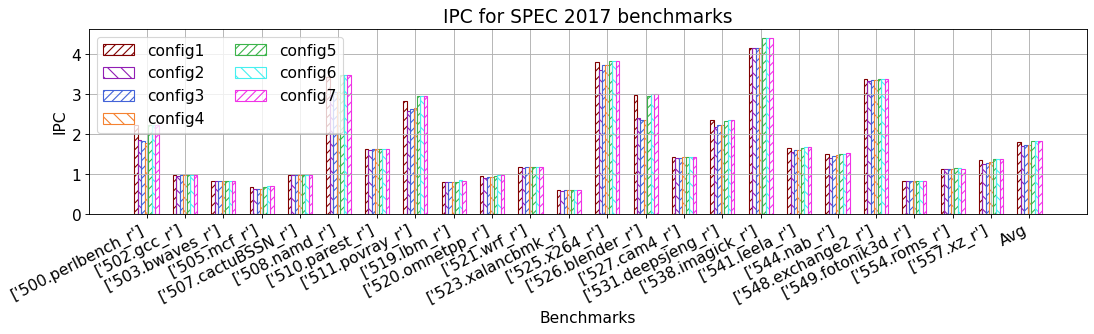 IPC for SPEC 2017 benchmarks
config1
config2
config3
config4
config5
config6
config7
IPC
4
3
2
1
0
['500.perlbench_r']
['502.gcc_r']
['503.bwaves_r']
['505.mcf_r']
['507.cactuBSSN_r']
['508.namd_r']
['510.parest_r']
['511.povray_r']
['519.lbm_r']
['520.omnetpp_r']
['521.wrf_r']
['523.xalancbmk_r']
['525.x264_r']
['526.blender_r']
['527.cam4_r']
['531.deepsjeng_r']
['538.imagick_r']
['541.leela_r']
['544.nab_r']
['548.exchange2_r']
['549.fotonik3d_r']
['554.roms_r']
['557.xz_r']
Avg
Benchmarks